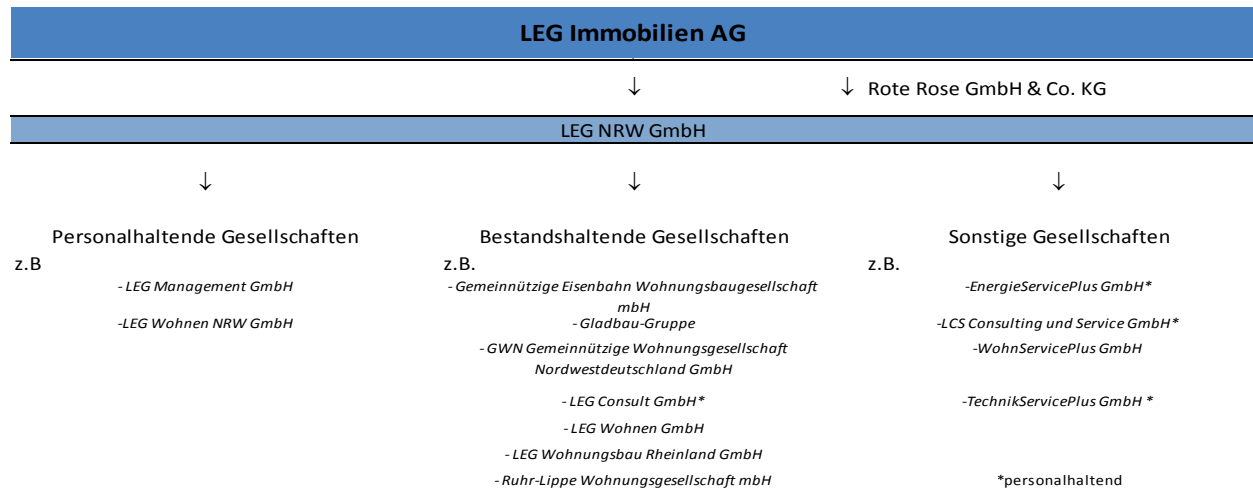 LEG Immobilien AG
↓ ↓ Rote Rose GmbH & Co. KG
LEG NRW GmbH
↓ ↓ ↓
Personalhaltende Gesellschaften
z.B
- LEG Management GmbH
-LEG Wohnen NRW GmbH
Bestandshaltende Gesellschaften
z.B.
- Gemeinnützige Eisenbahn Wohnungsbaugesellschaft
mbH
- Gladbau-Gruppe
- GWN Gemeinnützige Wohnungsgesellschaft
Nordwestdeutschland GmbH
- LEG Consult GmbH*
- LEG Wohnen GmbH
- LEG Wohnungsbau Rheinland GmbH
- Ruhr-Lippe Wohnungsgesellschaft mbH
Sonstige Gesellschaften
z.B.
-EnergieServicePlus GmbH*
-LCS Consulting und Service GmbH*
-WohnServicePlus GmbH
-TechnikServicePlus GmbH *
*personalhaltend